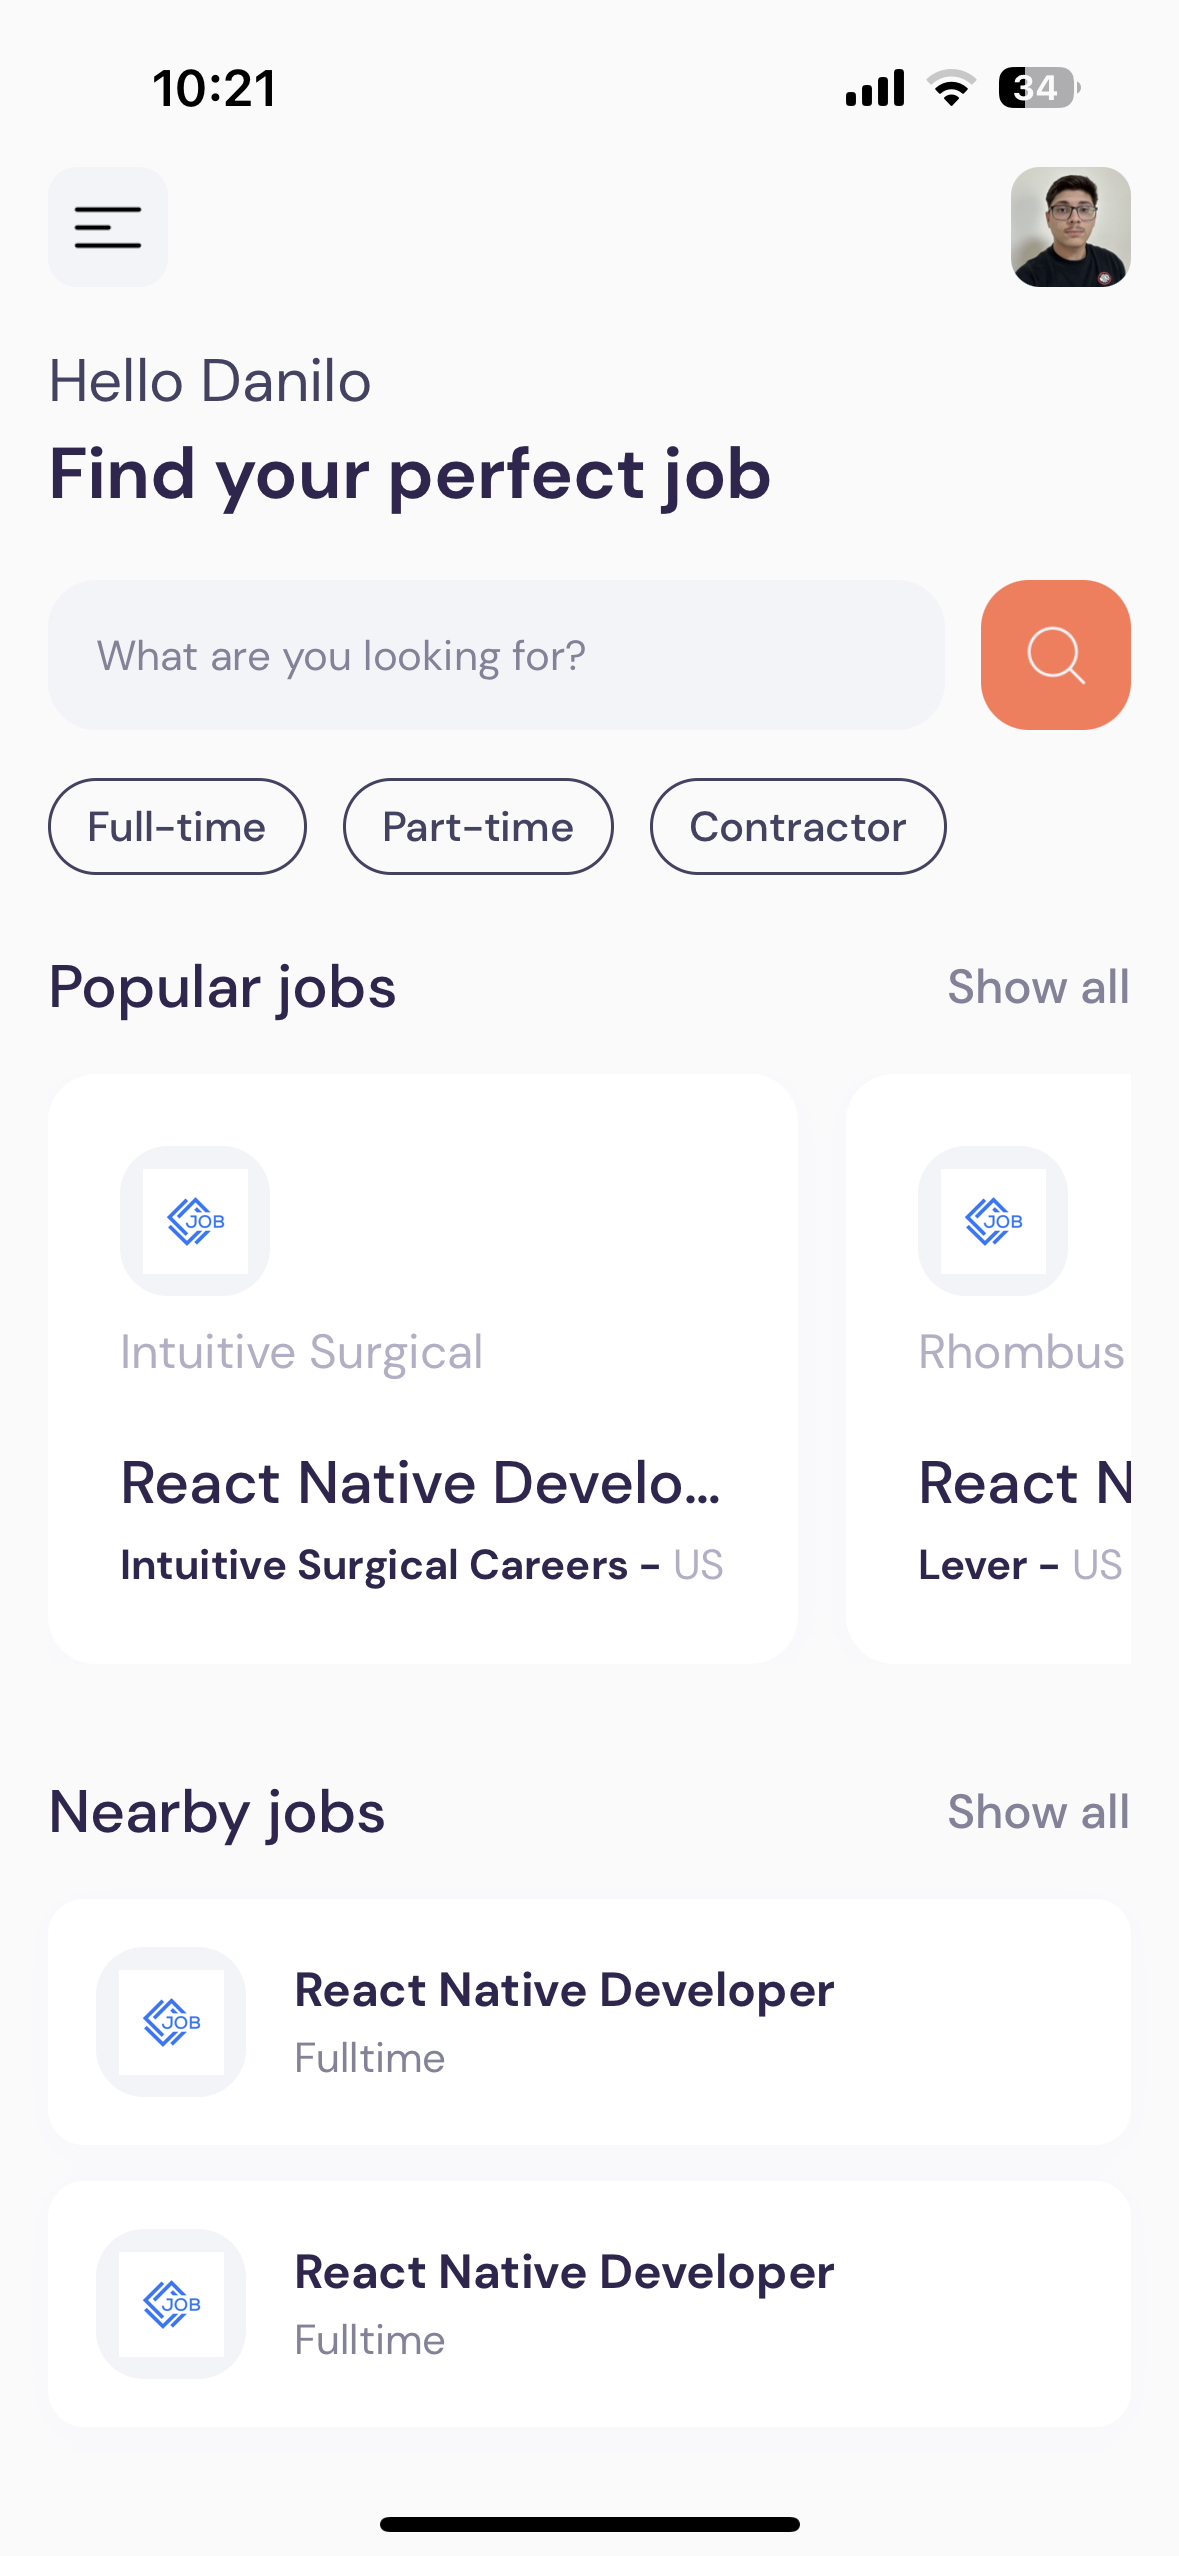 10:21
34
Hello Danilo
Find your perfect job
What are you looking for?
Full-time
Part-time
Contractor
Popular jobs
Show all
JOB
Intuitive Surgical
React Native Develo...
Intuitive Surgical Careers - US
JOB
Rhombus
React N
Lever - US
Nearby jobs
Show all
JOB
React Native Developer
Fulltime
JOB
React Native Developer
Fulltime